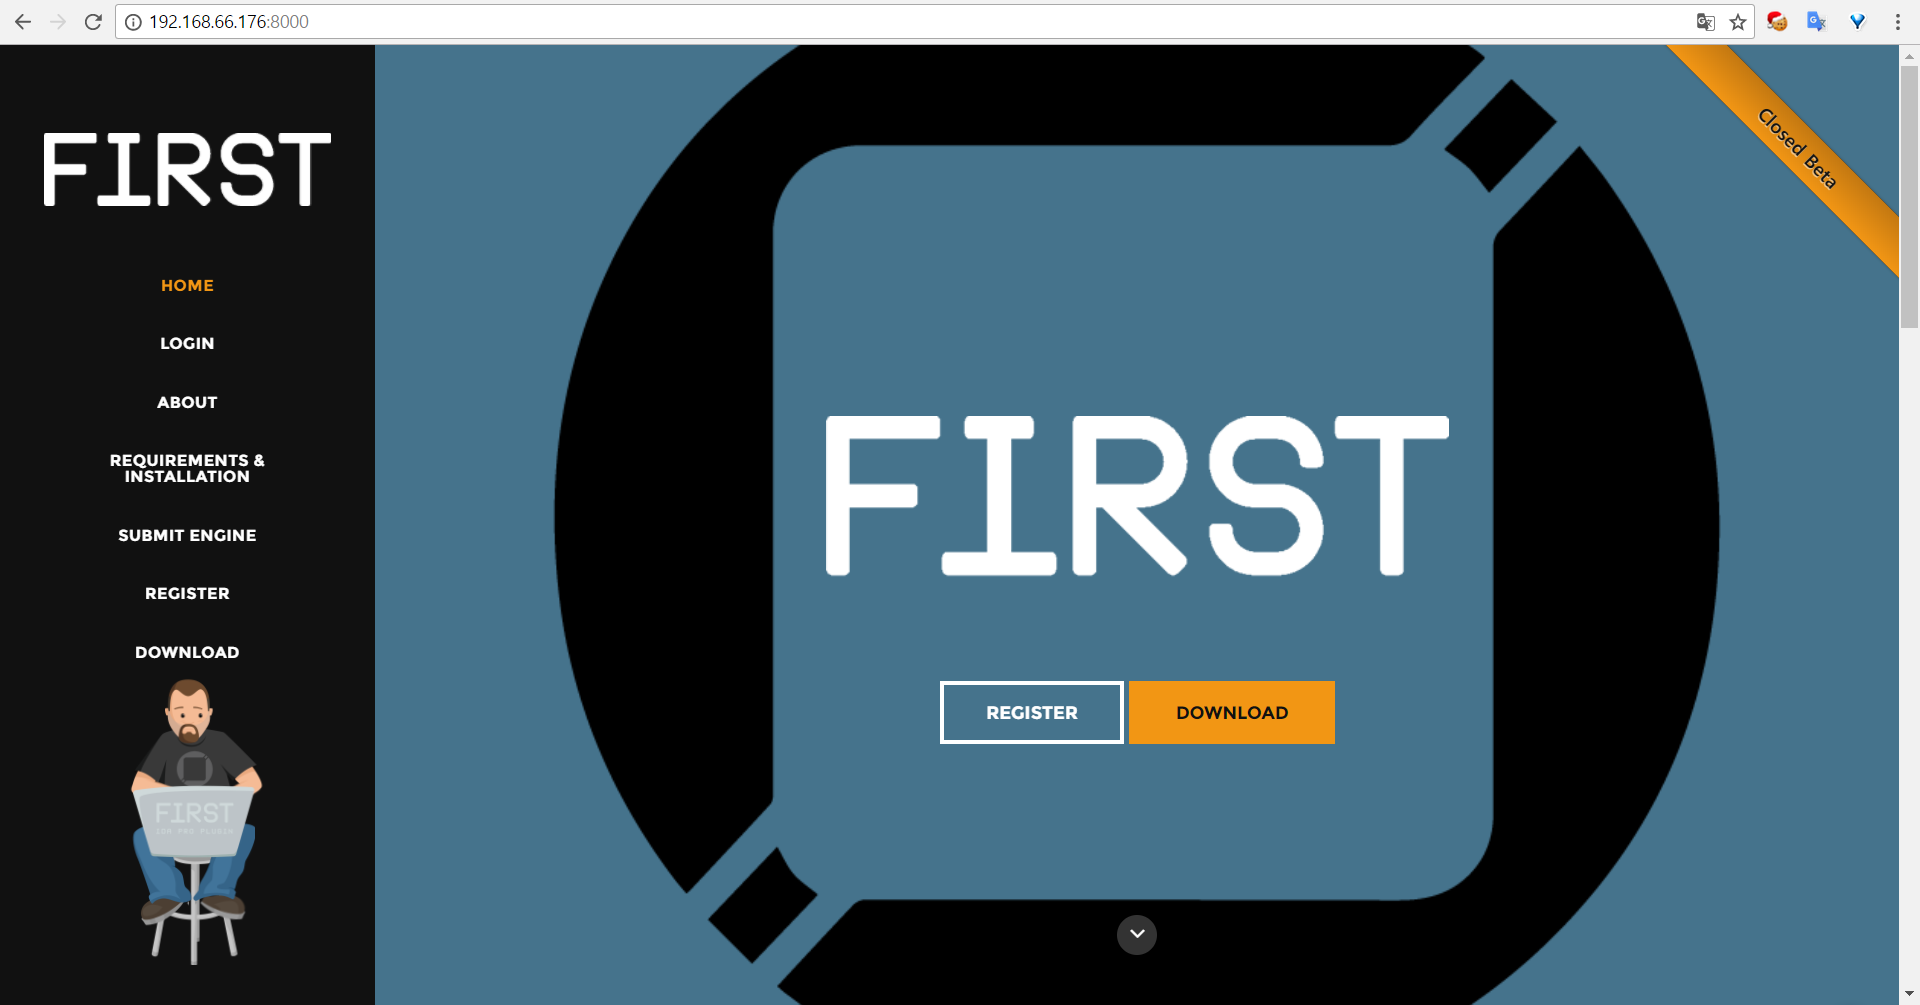 192.168.66.176:8000
FIRST
HOME
LOGIN
ABOUT
REQUIREMENTS &
INSTALLATION
SUBMIT ENGINE
REGISTER
DOWNLOAD
FIRST
IDA PRO PLUGIN
Closed Beta
FIRST
REGISTER
DOWNLOAD